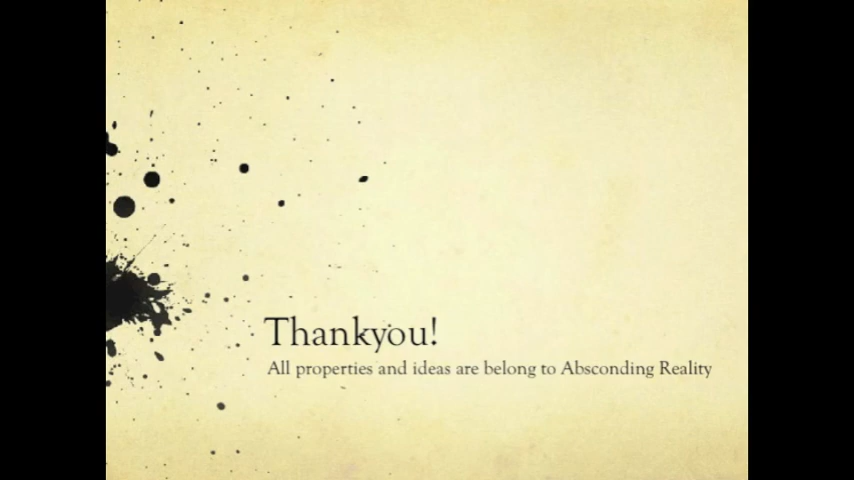 Thankyou!
All properties and ideas are belong to Absconding Reality